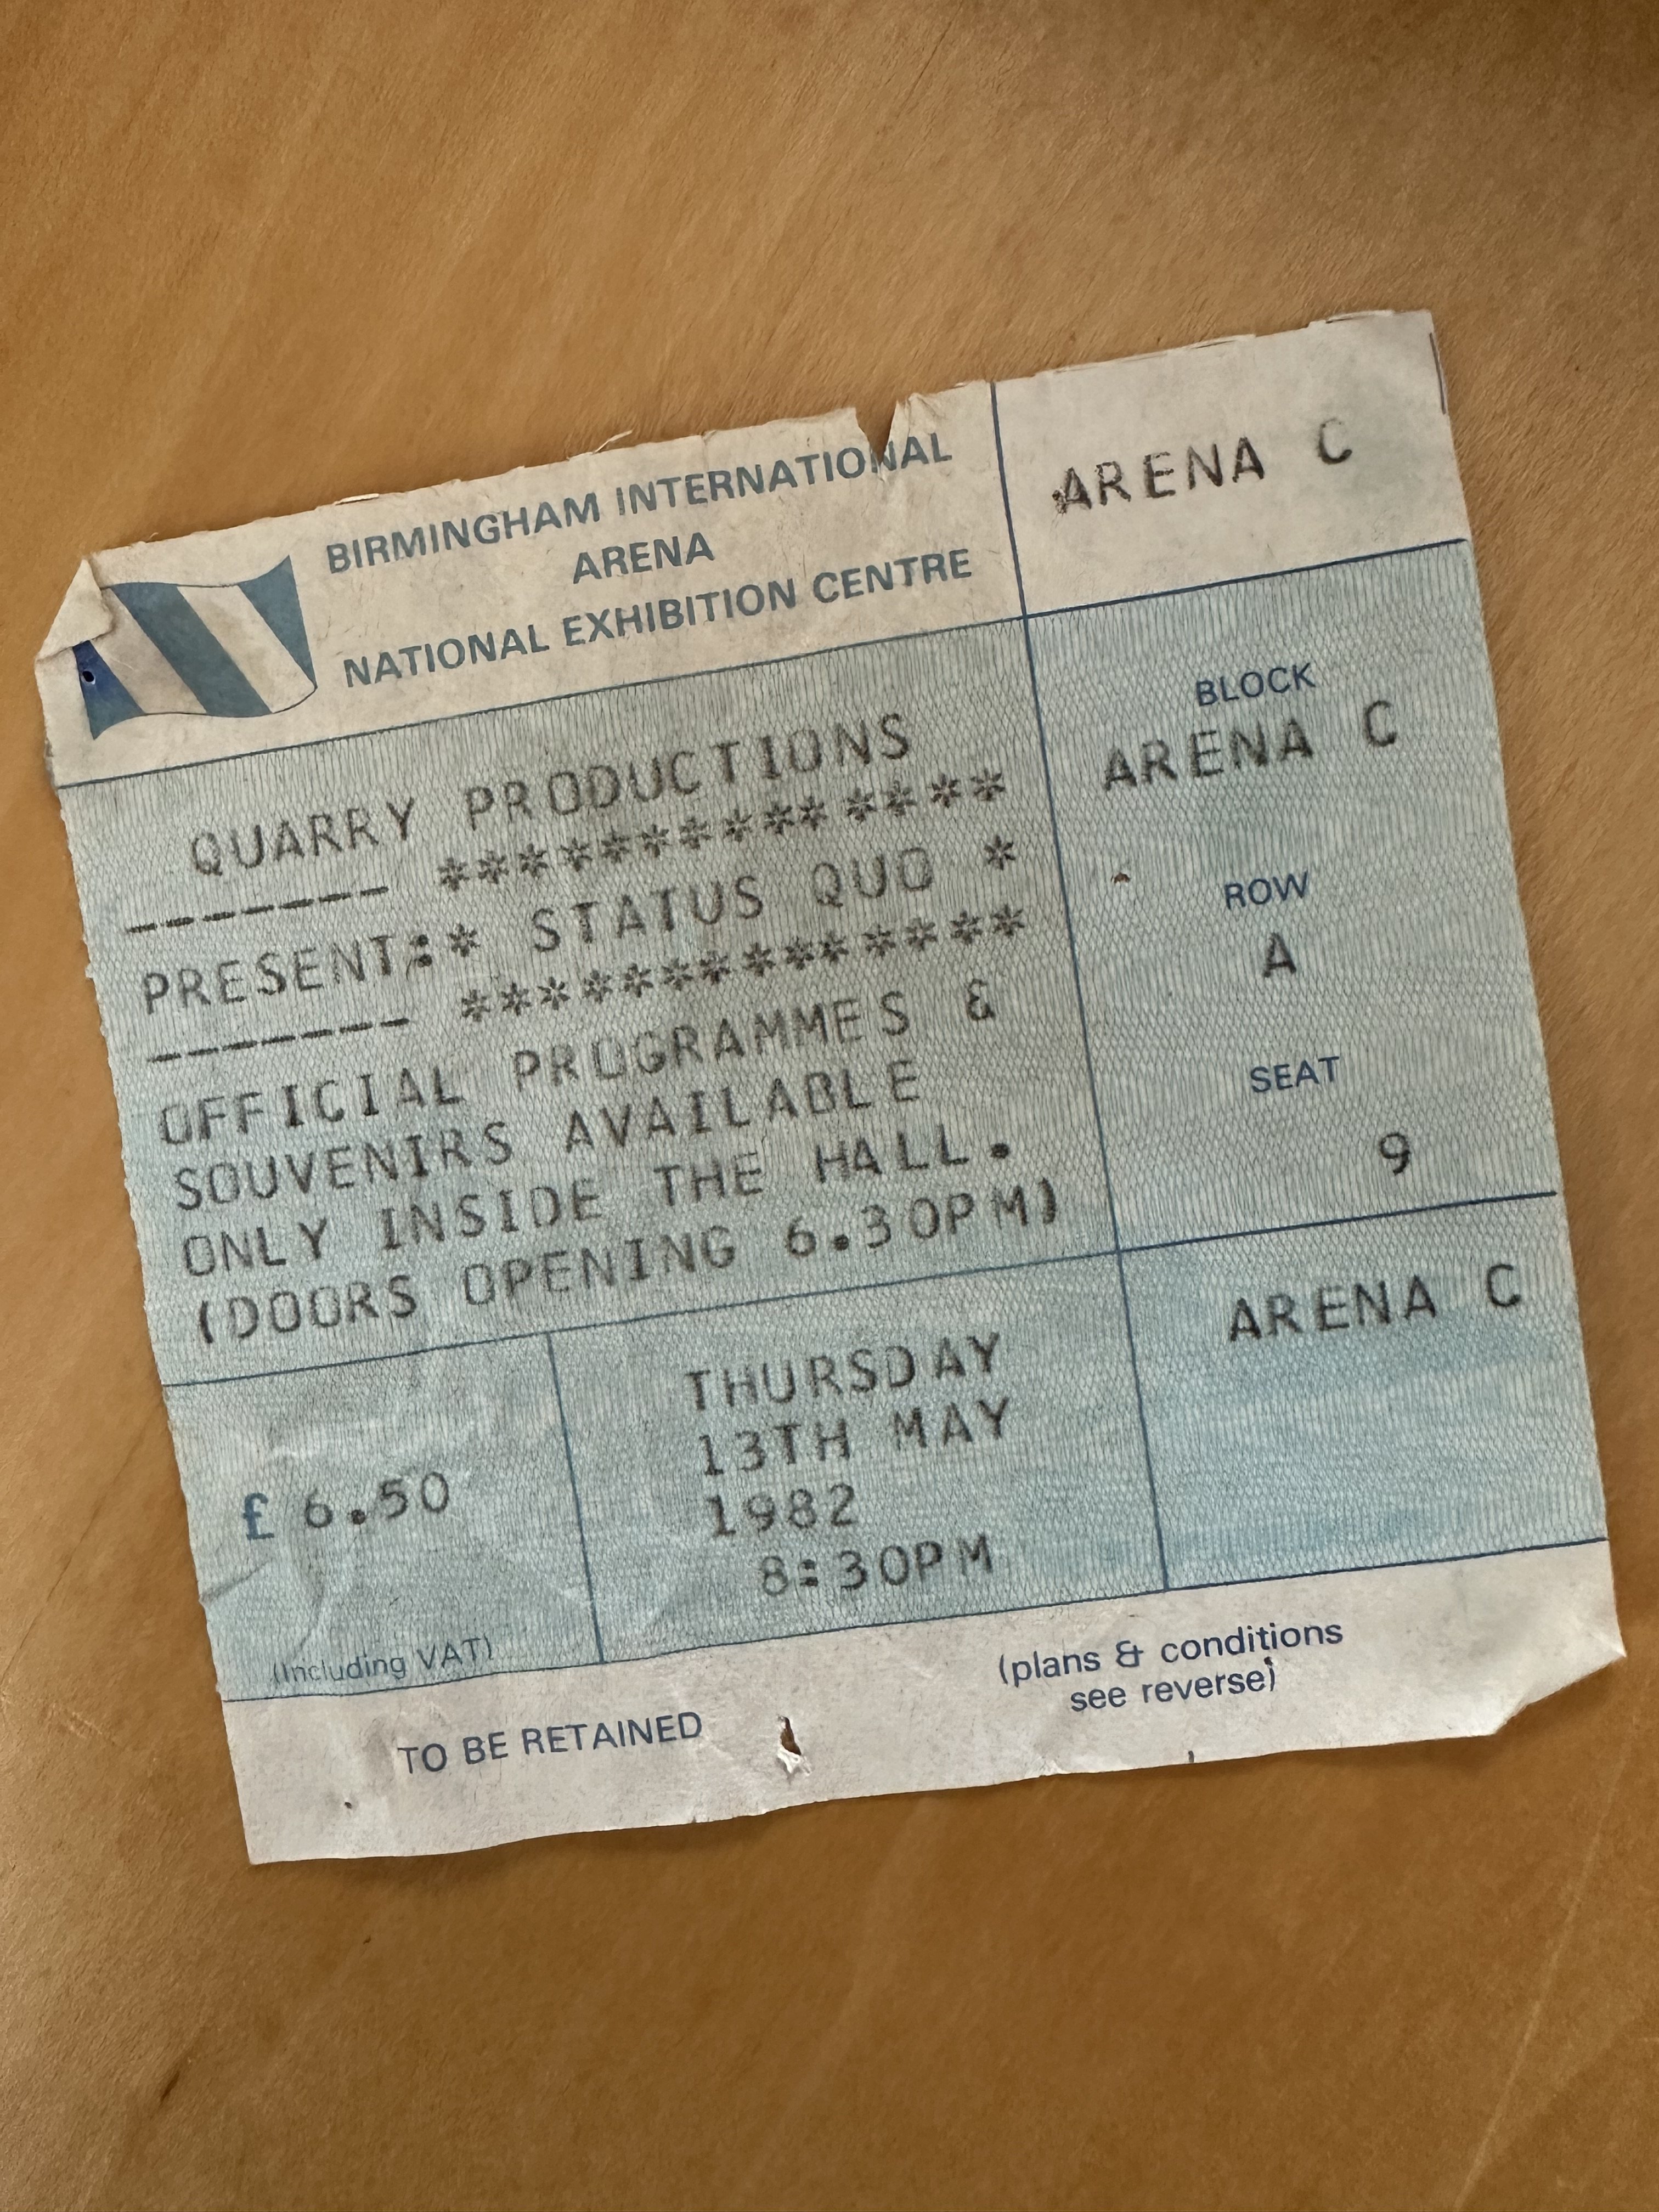 BIRMINGHAM INTERNATIONAL
ARENA
NATIONAL EXHIBITION CENTRE
ARENA C
QUARRY PRODUCTIONS
------- **************
PRESENT:* STATUS QUO *
------- **************
OFFICIAL PROGRAMMES &
SOUVENIRS AVAILABLE
ONLY INSIDE THE HALL.
(DOORS OPENING 6.30PM)
BLOCK
ARENA C
ROW
A
SEAT
9
£ 6.50
(Including VAT)
THURSDAY
13TH MAY
1982
8:30PM
ARENA C
TO BE RETAINED
(plans & conditions
see reverse)